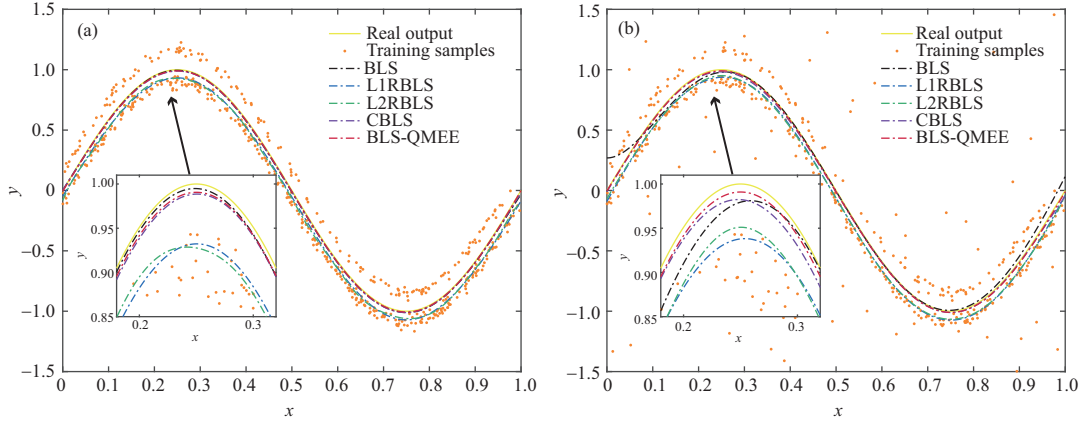 (a)
Real output
Training samples
BLS
L1RBLS
L2RBLS
CBLS
BLS-QMEE
1.5
1.0
0.5
0
−0.5
−1.0
−1.5
y
1.00
0.95
0.90
0.85
y
0.2
0.3
x
0
0.1
0.2
0.3
0.4
0.5
0.6
0.7
0.8
0.9
1.0
x
(b)
Real output
Training samples
BLS
L1RBLS
L2RBLS
CBLS
BLS-QMEE
1.5
1.0
0.5
0
−0.5
−1.0
−1.5
y
1.00
0.95
0.90
0.85
y
0.2
0.3
x
0
0.1
0.2
0.3
0.4
0.5
0.6
0.7
0.8
0.9
1.0
x